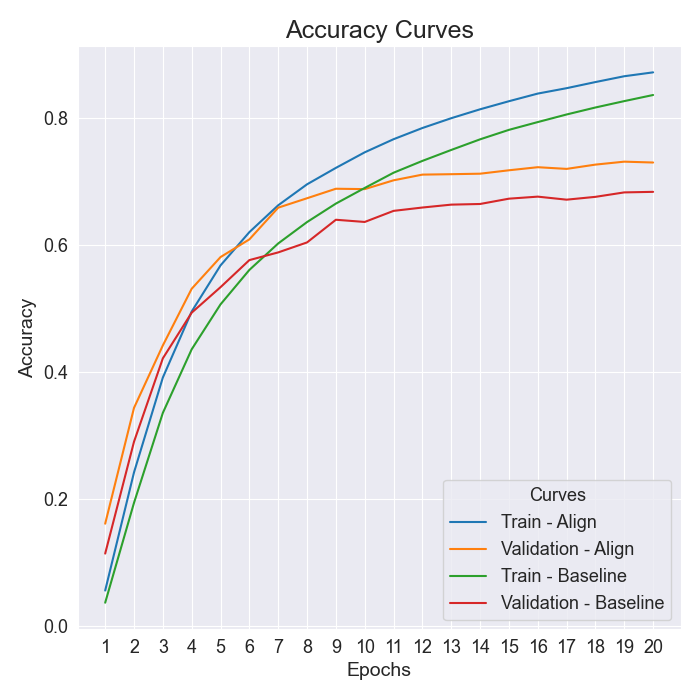 Accuracy Curves
0.8
0.6
0.4
0.2
0.0
Accuracy
Curves
Train - Align
Validation - Align
Train - Baseline
Validation - Baseline
1 2 3 4 5 6 7 8 9 10 11 12 13 14 15 16 17 18 19 20
Epochs